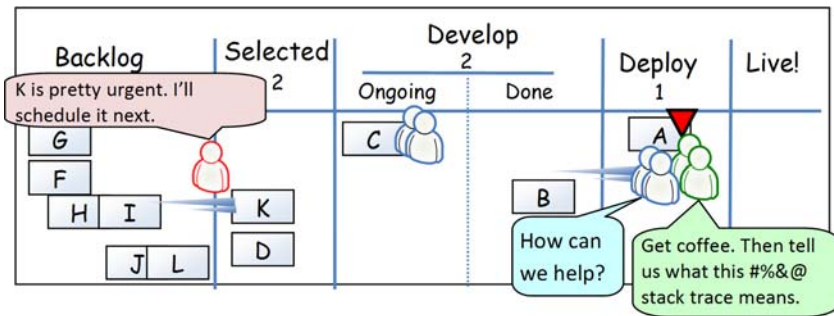 Backlog
Selected
2
Develop
2
Ongoing
Done
Deploy
1
Live!
K is pretty urgent. I’ll
schedule it next.
G
F
H I
J L
K
D
C
B
A
How can
we help?
Get coffee. Then tell
us what this #%&@
stack trace means.